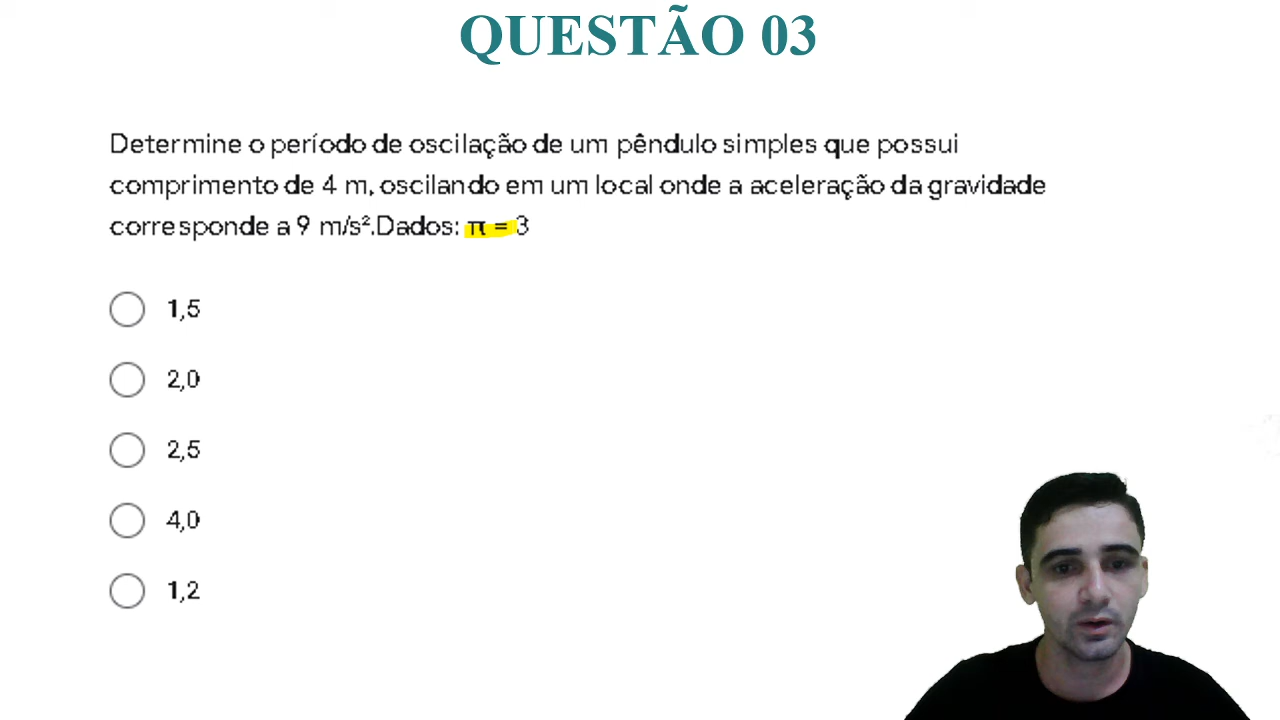 QUESTÃO 03
Determine o período de oscilação de um pêndulo simples que possui
comprimento de 4 m, oscilando em um local onde a aceleração da gravidade
corresponde a 9 m/s².Dados: π = 3
1,5
2,0
2,5
4,0
1,2